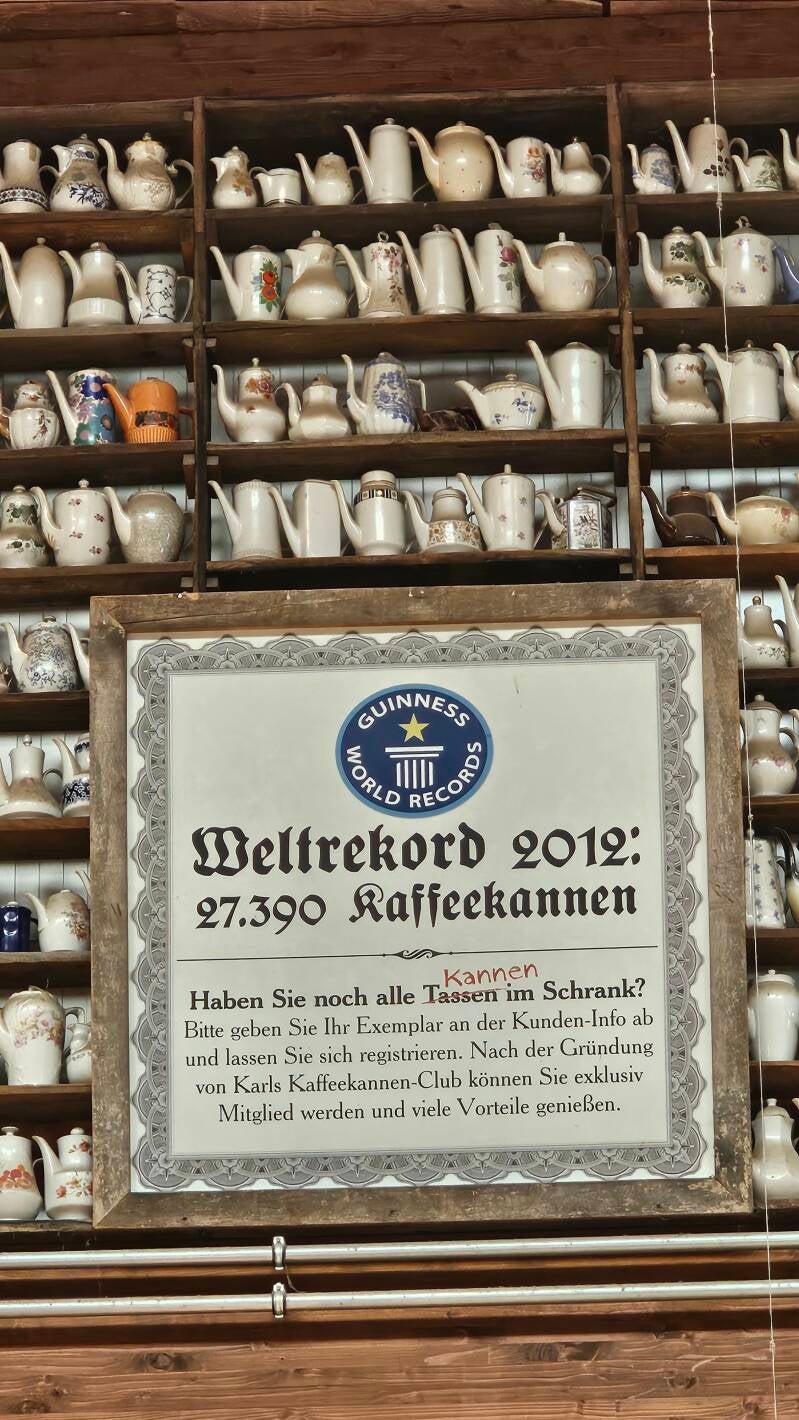 GUINNESS
WORLD RECORDS
Weltrekord 2012:
27.390 Kaffeekannen
Kannen
Haben Sie noch alle Tassen im Schrank?
Bitte geben Sie Ihr Exemplar an der Kunden-Info ab
und lassen Sie sich registrieren. Nach der Gründung
von Karls Kaffeekannen-Club können Sie exklusiv
Mitglied werden und viele Vorteile genießen.